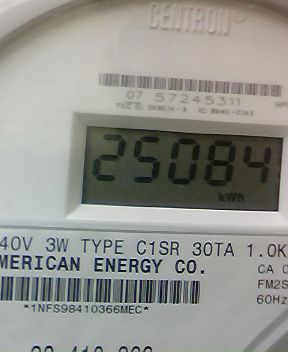 CENTRON®
07 57245311
25084
kWh
40V 3W TYPE C1SR 30TA 1.0K
MERICAN ENERGY CO.
CA 0
FM2S
60Hz
*1NFS98410366MEC*